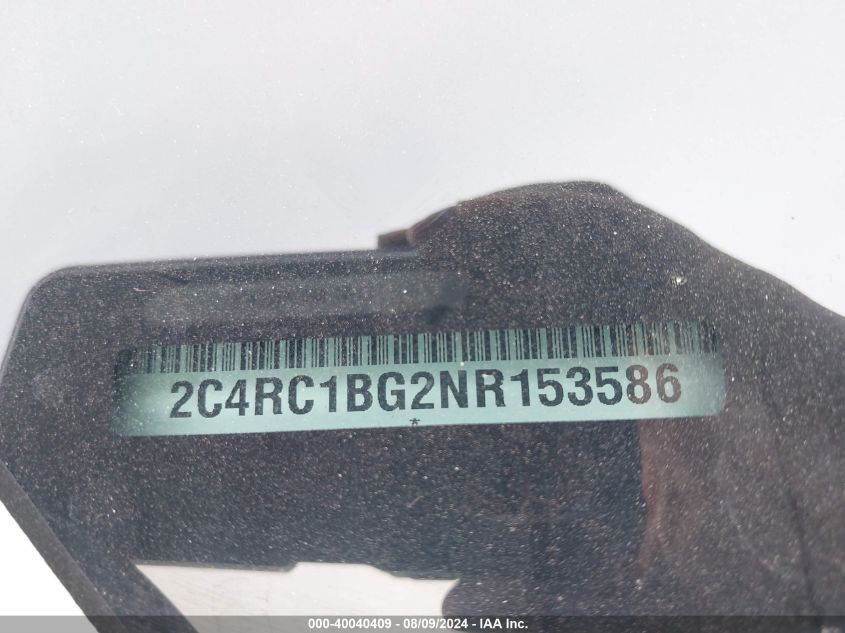 2C4RC1BG2NR153586
*
000-40040409 - 08/09/2024 - IAA Inc.